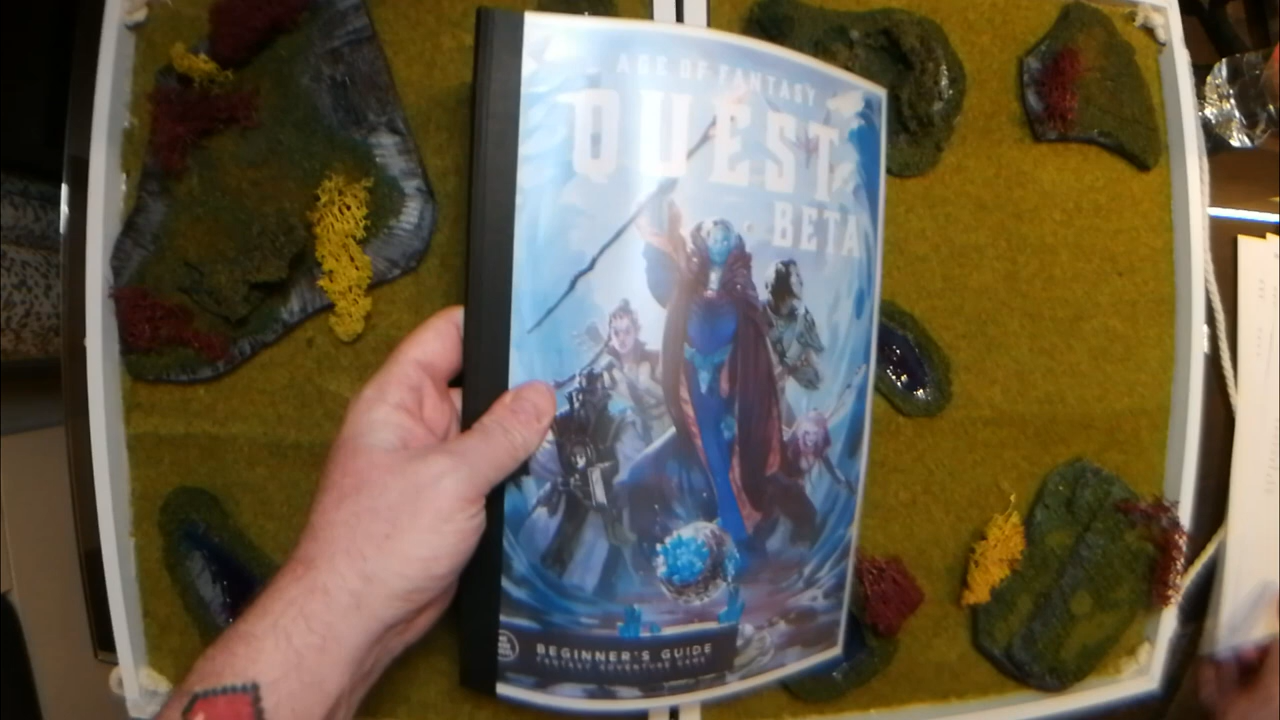 AGE OF FANTASY
QUEST
BETA
BEGINNER'S GUIDE
FANTASY ADVENTURE GAME